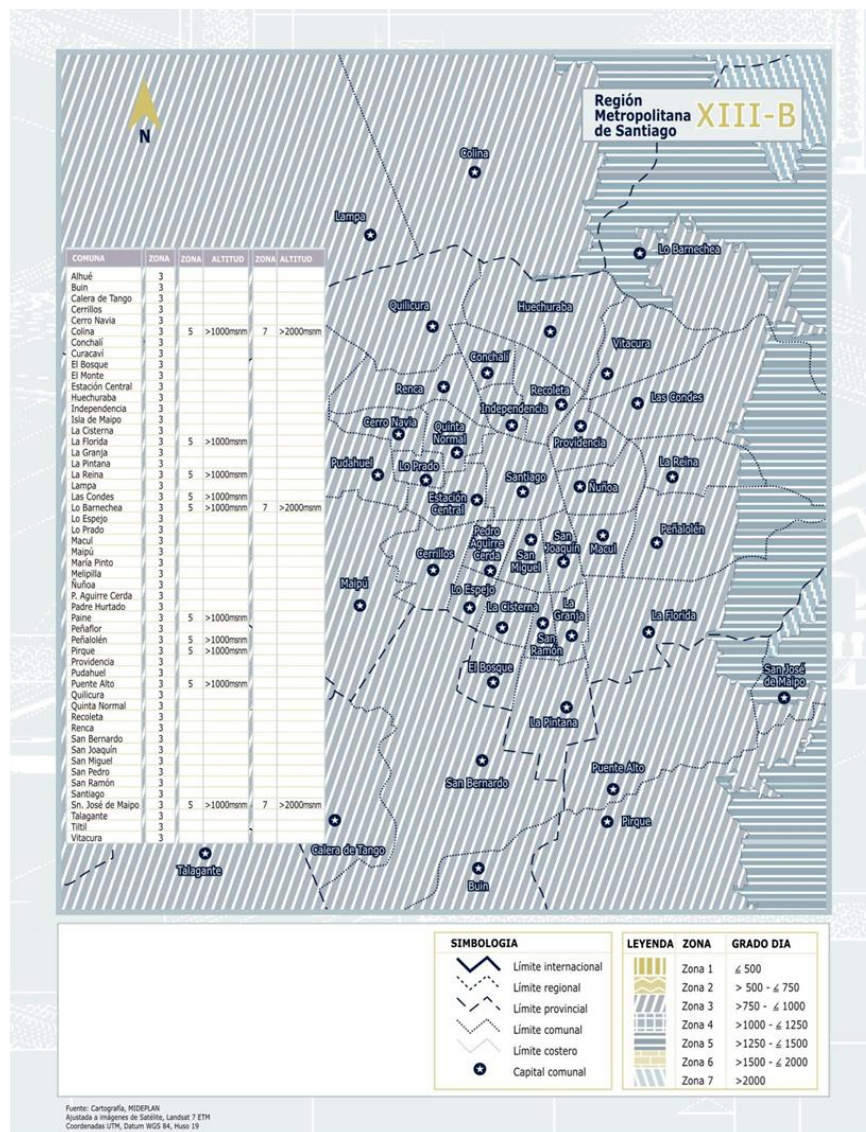 Región
Metropolitana
de Santiago
XIII-B
N
Colina
Lampa
Lo Barnechea
Quilicura
Huechuraba
Vitacura
Conchalí
Renca
Recoleta
Las Condes
Independencia
Cerro Navia
Quinta
Normal
Providencia
Pudahuel
Lo Prado
Santiago
La Reina
Ñuñoa
Estación
Central
Pedro
Aguirre
Cerda
San
Miguel
San
Joaquín
Macul
Peñalolén
Cerrillos
Maipú
Lo Espejo
La Cisterna
La
Granja
San
Ramón
La Florida
El Bosque
San José
de Maipo
La Pintana
San Bernardo
Puente Alto
Pirque
Calera de Tango
Talagante
Buin
COMUNA ZONA ZONA ALTITUD ZONA ALTITUD
Alhué 3
Buin 3
Calera de Tango 3
Cerrillos 3
Cerro Navia 3
Colina 3 5 >1000msnm 7 >2000msnm
Conchalí 3
Curacaví 3
El Bosque 3
El Monte 3
Estación Central 3
Huechuraba 3
Independencia 3
Isla de Maipo 3
La Cisterna 3
La Florida 3 5 >1000msnm
La Granja 3
La Pintana 3
La Reina 3 5 >1000msnm
Lampa 3
Las Condes 3 5 >1000msnm
Lo Barnechea 3 5 >1000msnm 7 >2000msnm
Lo Espejo 3
Lo Prado 3
Macul 3
Maipú 3
María Pinto 3
Melipilla 3
Ñuñoa 3
P. Aguirre Cerda 3
Padre Hurtado 3
Paine 3 5 >1000msnm
Peñaflor 3
Peñalolén 3 5 >1000msnm
Pirque 3 5 >1000msnm
Providencia 3
Pudahuel 3
Puente Alto 3 5 >1000msnm
Quilicura 3
Quinta Normal 3
Recoleta 3
Renca 3
San Bernardo 3
San Joaquín 3
San Miguel 3
San Pedro 3
San Ramón 3
Santiago 3
Sn. José de Maipo 3 5 >1000msnm 7 >2000msnm
Talagante 3
Tiltil 3
Vitacura 3
SIMBOLOGIA
Límite internacional
Límite regional
Límite provincial
Límite comunal
Límite costero
Capital comunal
LEYENDA ZONA GRADO DIA
Zona 1 ≤ 500
Zona 2 > 500 - ≤ 750
Zona 3 >750 - ≤ 1000
Zona 4 >1000 - ≤ 1250
Zona 5 >1250 - ≤ 1500
Zona 6 >1500 - ≤ 2000
Zona 7 >2000
Fuente: Cartografía, MIDEPLAN
Ajustada a imágenes de Satélite, Landsat 7 ETM
Coordenadas UTM, Datum WGS 84, Huso 19